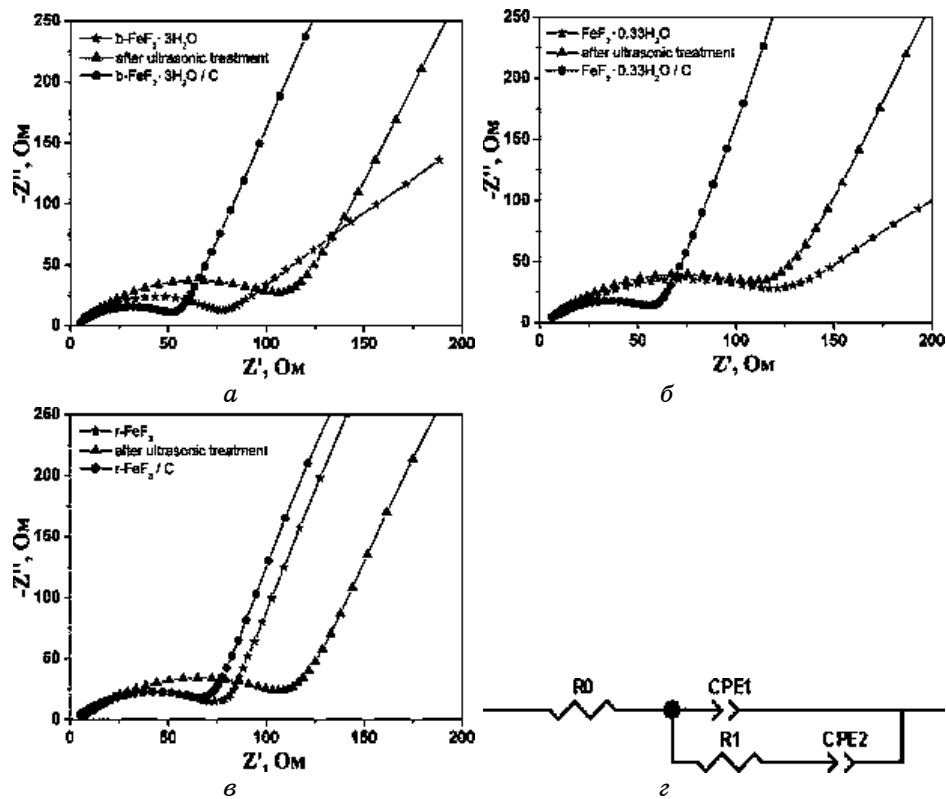 250
200
150
100
50
0
-Z'', Ом
b-FeF₃·3H₂O
after ultrasonic treatment
b-FeF₃·3H₂O / C
0 50 100 150 200
Z', Ом
а
250
200
150
100
50
0
-Z'', Ом
FeF₃·0.33H₂O
after ultrasonic treatment
FeF₃·0.33H₂O / C
0 50 100 150 200
Z', Ом
б
250
200
150
100
50
0
-Z'', Ом
r-FeF₃
after ultrasonic treatment
r-FeF₃ / C
0 50 100 150 200
Z', Ом
в
R0 CPE1
R1 CPE2
г